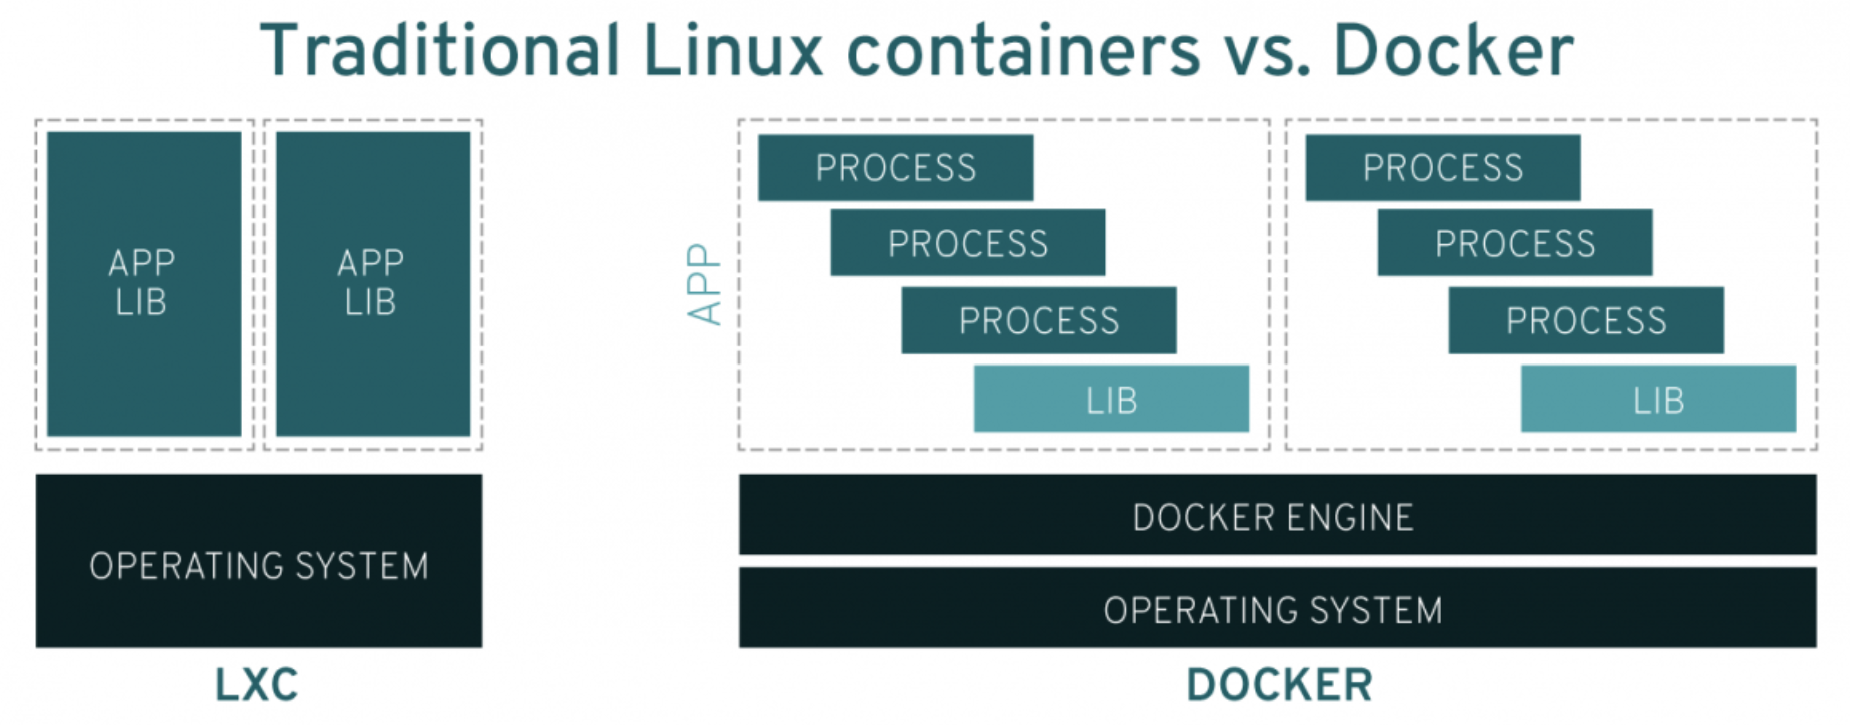 Traditional Linux containers vs. Docker
APP
LIB
APP
LIB
OPERATING SYSTEM
LXC
APP
PROCESS
PROCESS
PROCESS
LIB
PROCESS
PROCESS
PROCESS
LIB
DOCKER ENGINE
OPERATING SYSTEM
DOCKER